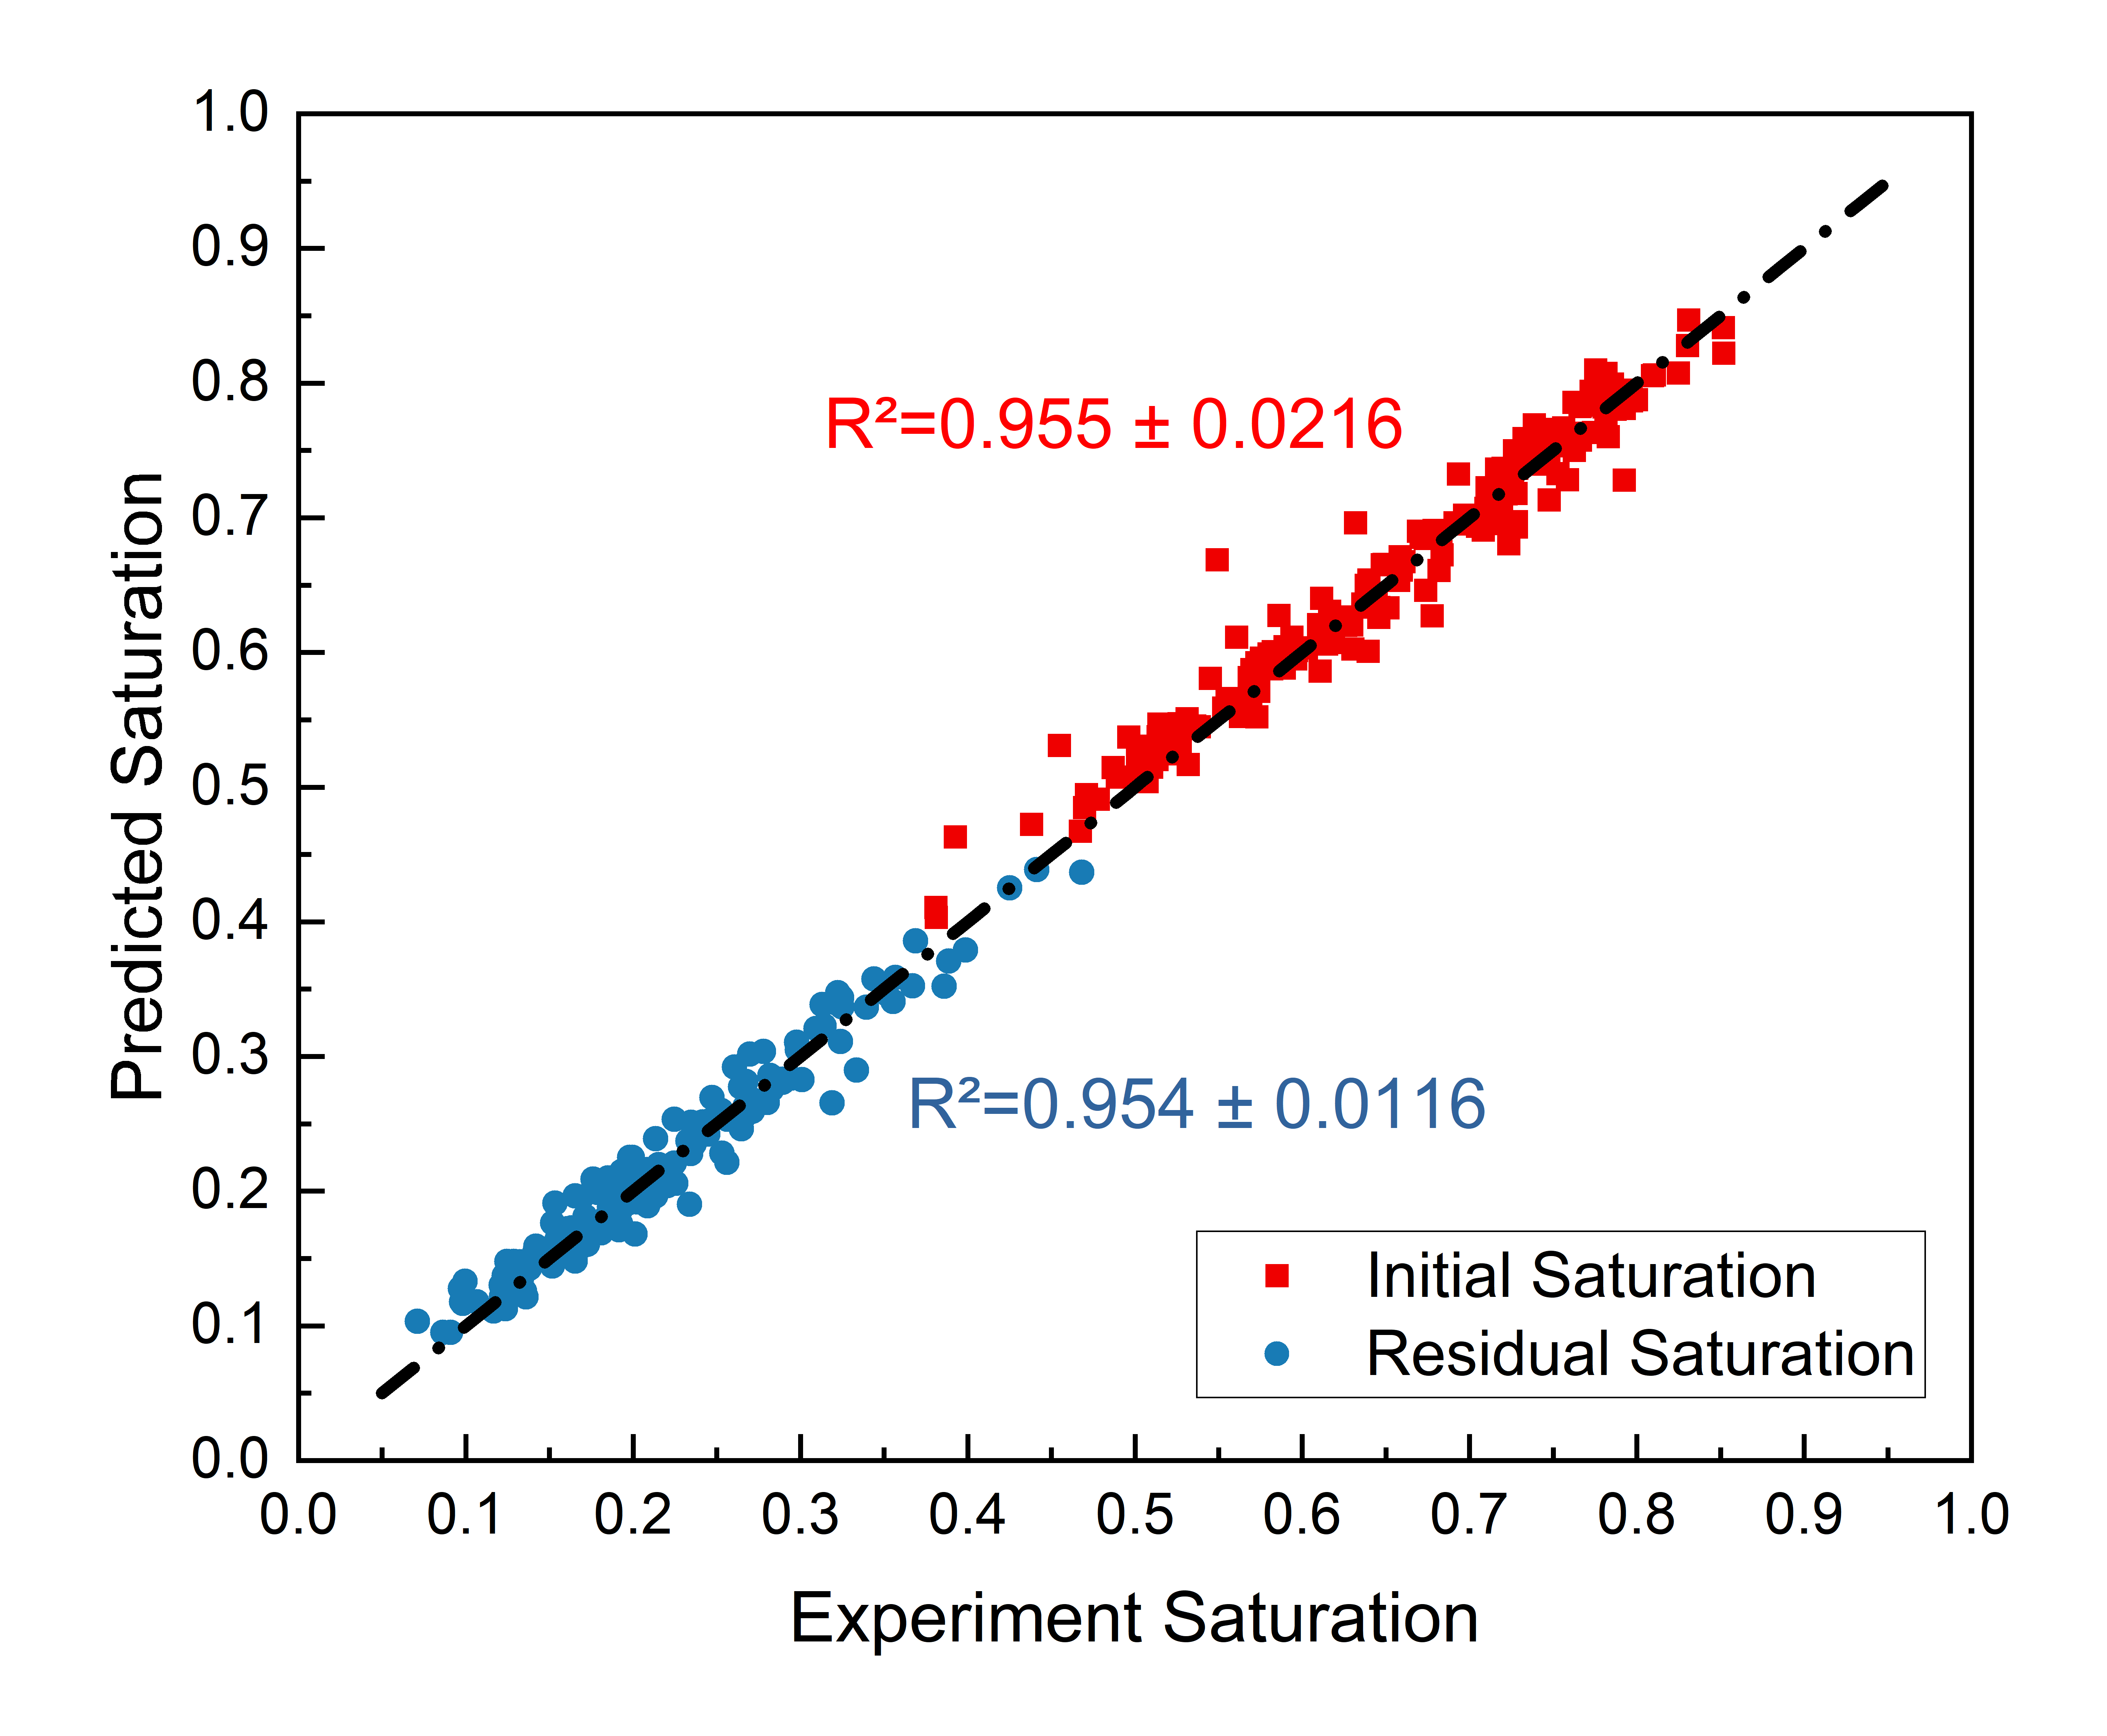 1.0
0.9
0.8
0.7
0.6
0.5
0.4
0.3
0.2
0.1
0.0
Predicted Saturation
R²=0.955 ± 0.0216
R²=0.954 ± 0.0116
Initial Saturation
Residual Saturation
0.0 0.1 0.2 0.3 0.4 0.5 0.6 0.7 0.8 0.9 1.0
Experiment Saturation